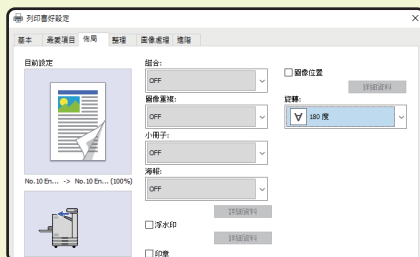 列印喜好設定
基本 最愛項目 佈局 整理 圖像處理 進階
目前設定
No. 10 En... -> No. 10 En... (100%)
組合:
OFF
圖像重複:
OFF
小冊子:
OFF
海報:
OFF
詳細資料
浮水印
詳細資料
印章
圖像位置
詳細資料
旋轉:
180 度